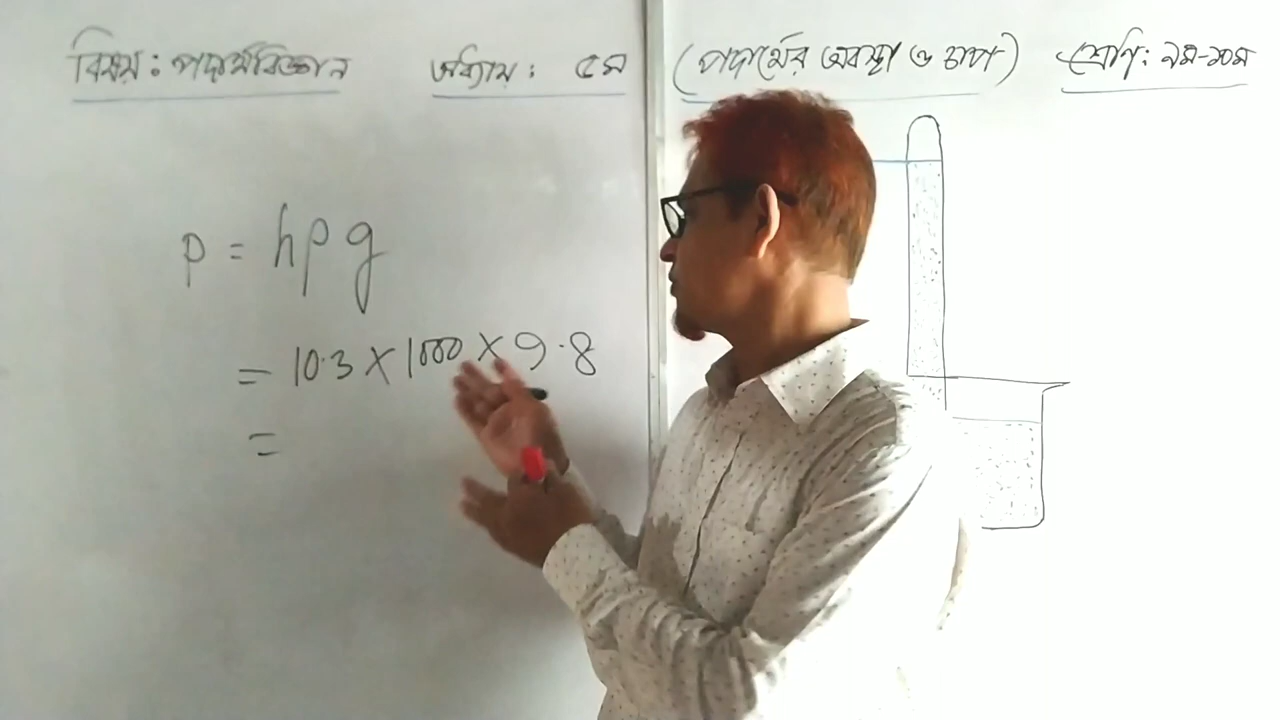 বিষয়: পদার্থবিজ্ঞান অধ্যায়: ৫ম (পদার্থের অবস্থা ও চাপ) শ্রেণি: ৯ম-১০ম
p = hρg
= 10.3 × 1000 × 9.8
=